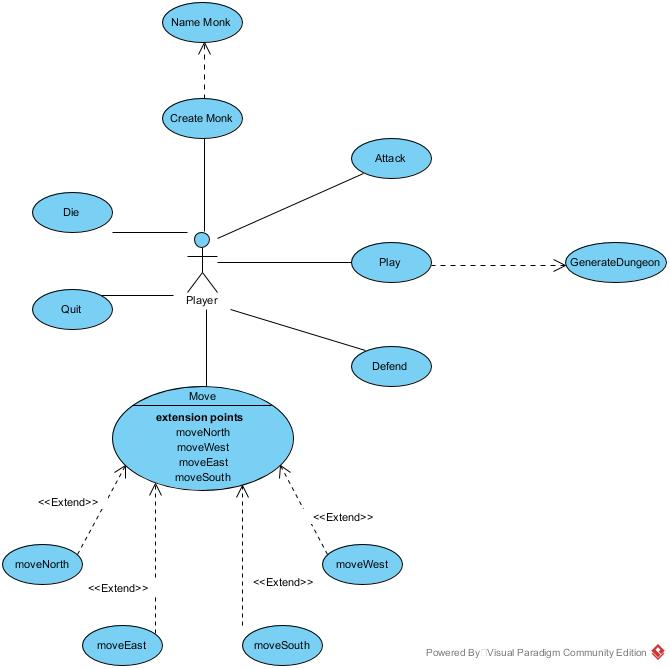 Name Monk
Create Monk
Attack
Die
Play
GenerateDungeon
Player
Quit
Defend
Move
extension points
moveNorth
moveWest
moveEast
moveSouth
<<Extend>>
<<Extend>>
moveNorth
moveWest
<<Extend>>
<<Extend>>
moveEast
moveSouth
Powered By Visual Paradigm Community Edition